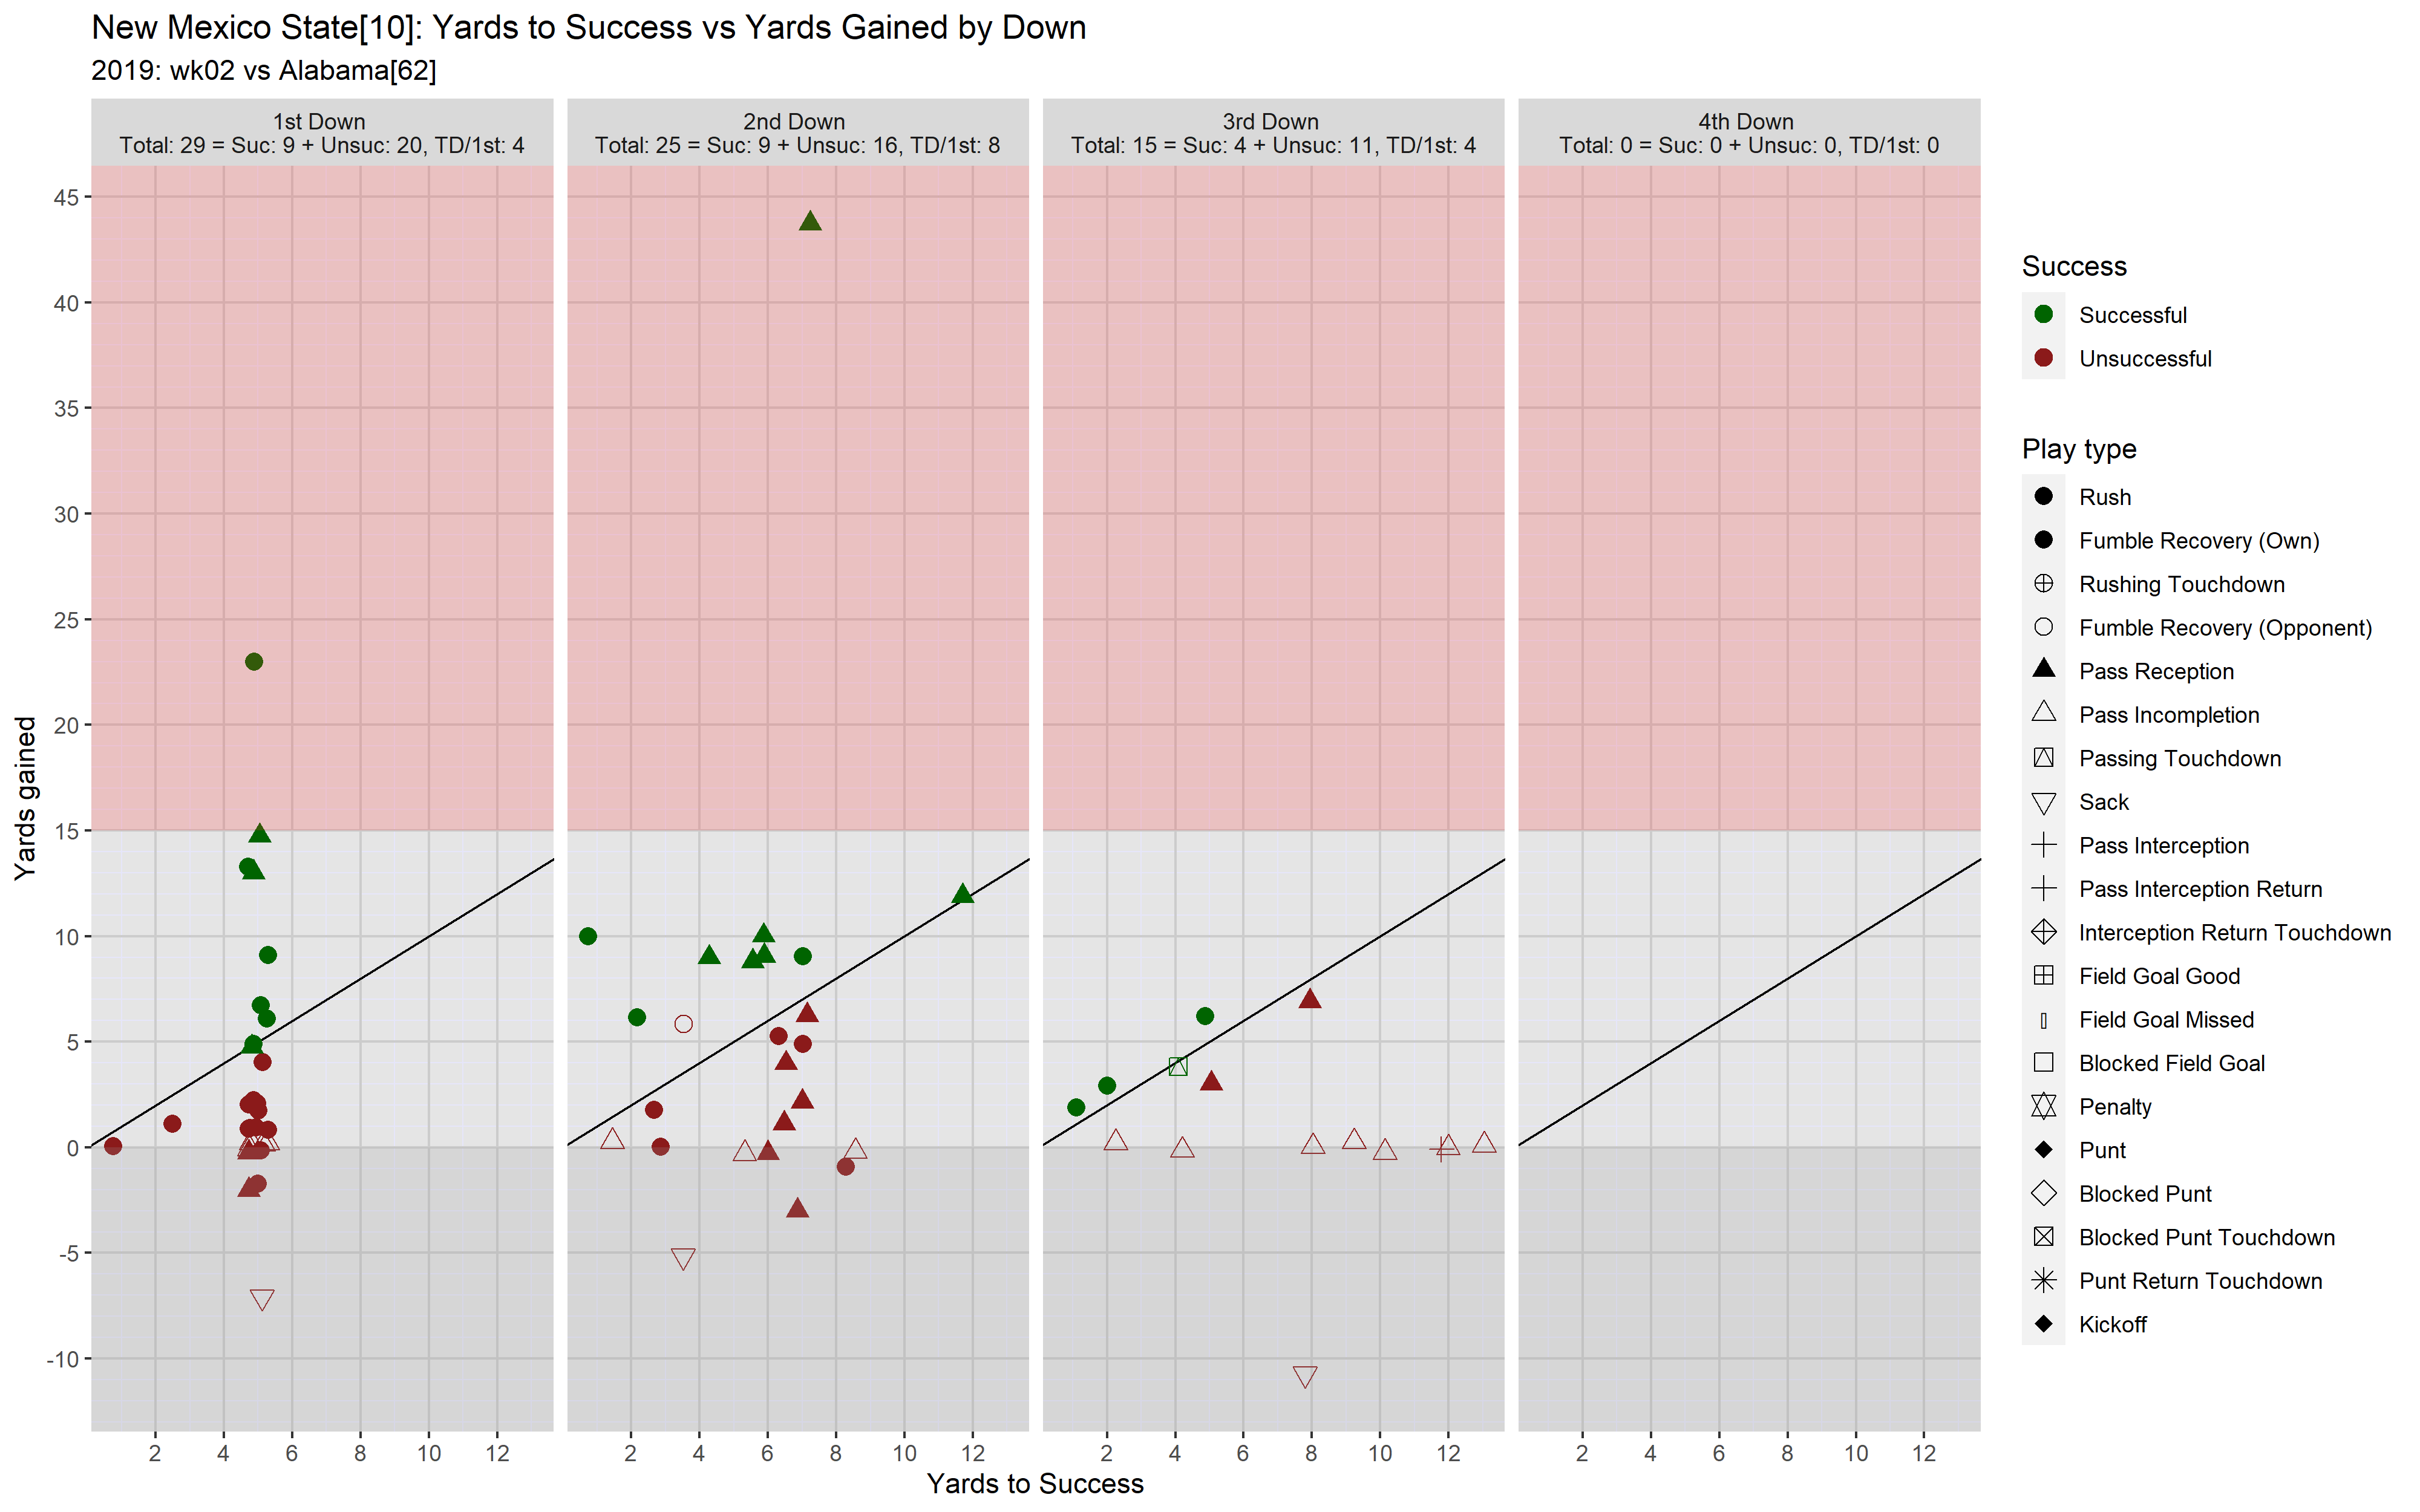 New Mexico State[10]: Yards to Success vs Yards Gained by Down
2019: wk02 vs Alabama[62]
1st Down
Total: 29 = Suc: 9 + Unsuc: 20, TD/1st: 4
2nd Down
Total: 25 = Suc: 9 + Unsuc: 16, TD/1st: 8
3rd Down
Total: 15 = Suc: 4 + Unsuc: 11, TD/1st: 4
4th Down
Total: 0 = Suc: 0 + Unsuc: 0, TD/1st: 0
Yards gained
45
40
35
30
25
20
15
10
5
0
-5
-10
2 4 6 8 10 12
2 4 6 8 10 12
2 4 6 8 10 12
2 4 6 8 10 12
Yards to Success
Success
Successful
Unsuccessful
Play type
Rush
Fumble Recovery (Own)
Rushing Touchdown
Fumble Recovery (Opponent)
Pass Reception
Pass Incompletion
Passing Touchdown
Sack
Pass Interception
Pass Interception Return
Interception Return Touchdown
Field Goal Good
Field Goal Missed
Blocked Field Goal
Penalty
Punt
Blocked Punt
Blocked Punt Touchdown
Punt Return Touchdown
Kickoff